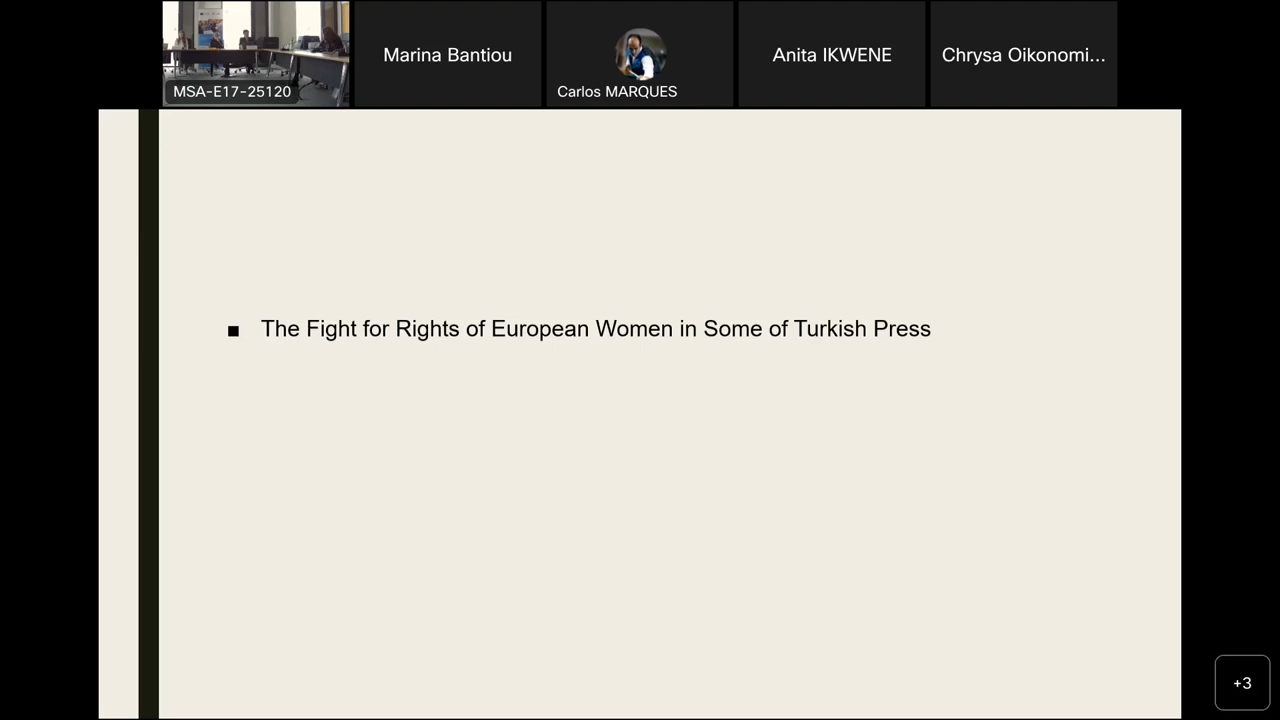 MSA-E17-25120
Marina Bantiou
Carlos MARQUES
Anita IKWENE
Chrysa Oikonomi...
■ The Fight for Rights of European Women in Some of Turkish Press
+3